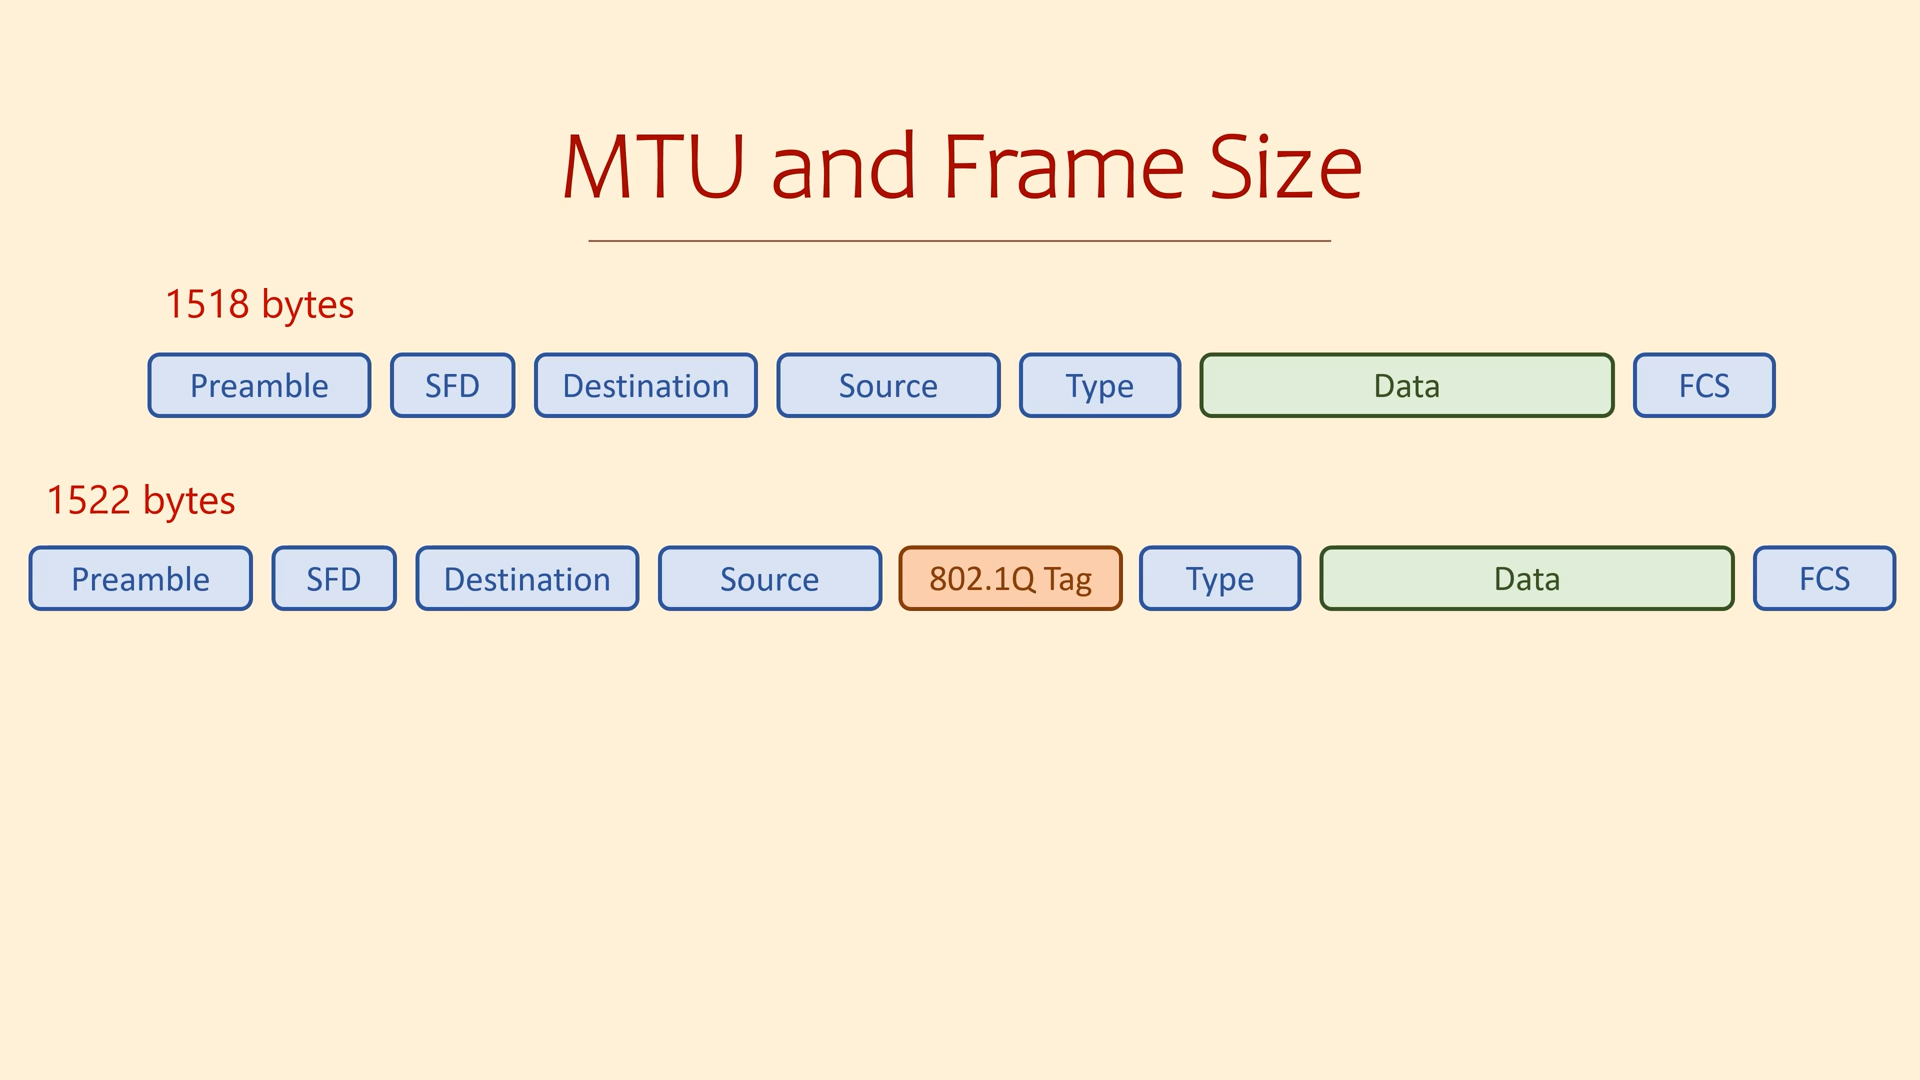 MTU and Frame Size
1518 bytes
Preamble SFD Destination Source Type Data FCS
1522 bytes
Preamble SFD Destination Source 802.1Q Tag Type Data FCS